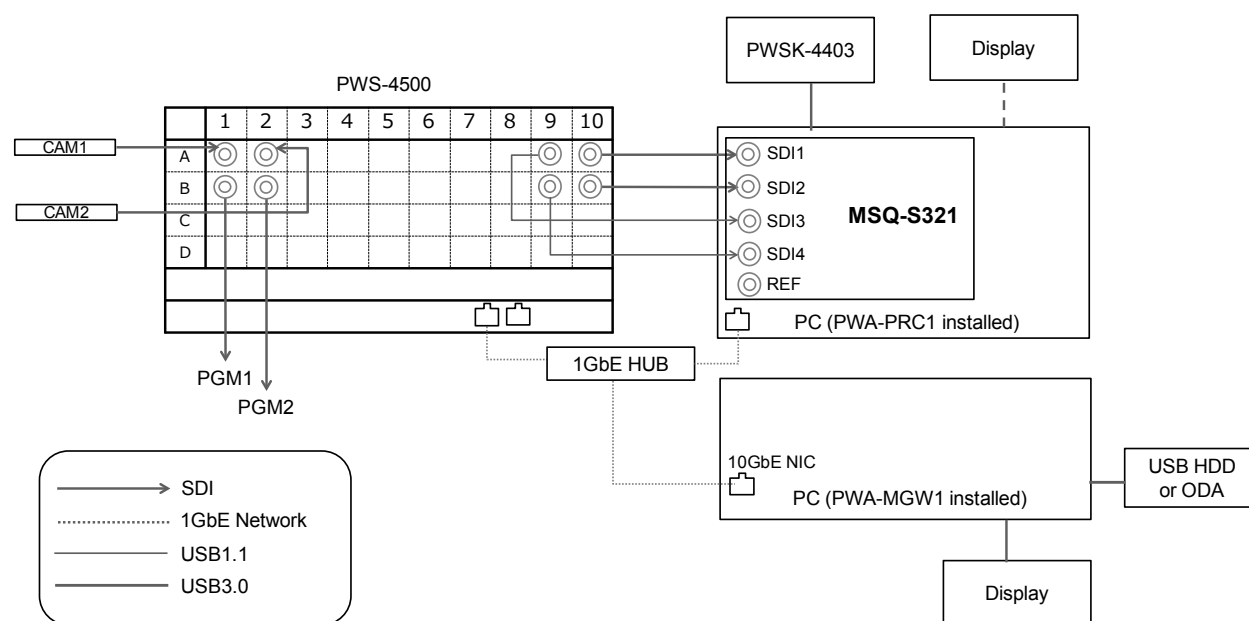 PWSK-4403
Display
PWS-4500
1 2 3 4 5 6 7 8 9 10
CAM1
A
SDI1
B
SDI2
MSQ-S321
CAM2
C
SDI3
D
SDI4
REF
PC (PWA-PRC1 installed)
1GbE HUB
PGM1
PGM2
10GbE NIC
PC (PWA-MGW1 installed)
USB HDD
or ODA
SDI
1GbE Network
USB1.1
USB3.0
Display